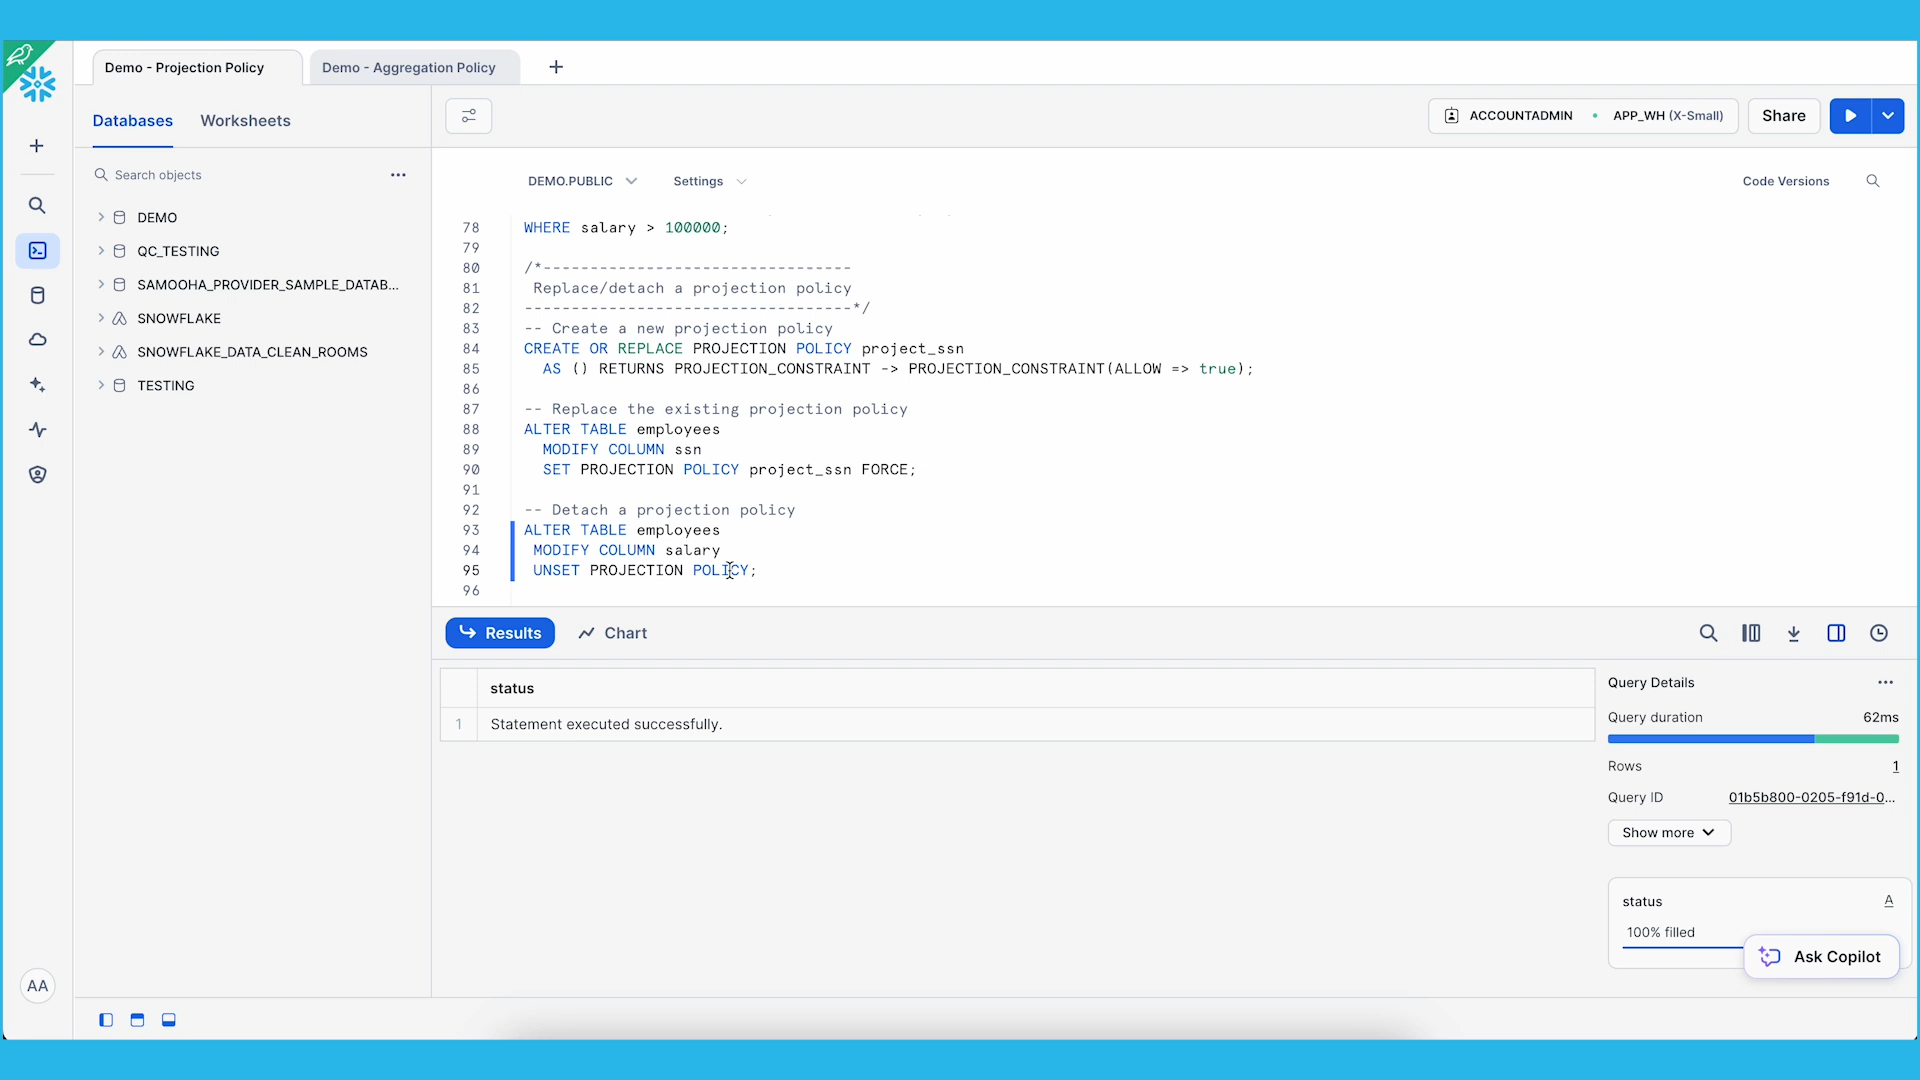 Demo - Projection Policy
Demo - Aggregation Policy
Databases
Worksheets
ACCOUNTADMIN
APP_WH (X-Small)
Share
Search objects
DEMO
QC_TESTING
SAMOOHA_PROVIDER_SAMPLE_DATAB...
SNOWFLAKE
SNOWFLAKE_DATA_CLEAN_ROOMS
TESTING
AA
DEMO.PUBLIC
Settings
Code Versions
78 WHERE salary > 100000;
79
80 /*---------------------------------
81 Replace/detach a projection policy
82 -----------------------------------*/
83 -- Create a new projection policy
84 CREATE OR REPLACE PROJECTION POLICY project_ssn
85 AS () RETURNS PROJECTION_CONSTRAINT -> PROJECTION_CONSTRAINT(ALLOW => true);
86
87 -- Replace the existing projection policy
88 ALTER TABLE employees
89 MODIFY COLUMN ssn
90 SET PROJECTION POLICY project_ssn FORCE;
91
92 -- Detach a projection policy
93 ALTER TABLE employees
94 MODIFY COLUMN salary
95 UNSET PROJECTION POLICY;
96
Results
Chart
status
1 Statement executed successfully.
Query Details
Query duration 62ms
Rows 1
Query ID 01b5b800-0205-f91d-0...
Show more
status A
100% filled
Ask Copilot